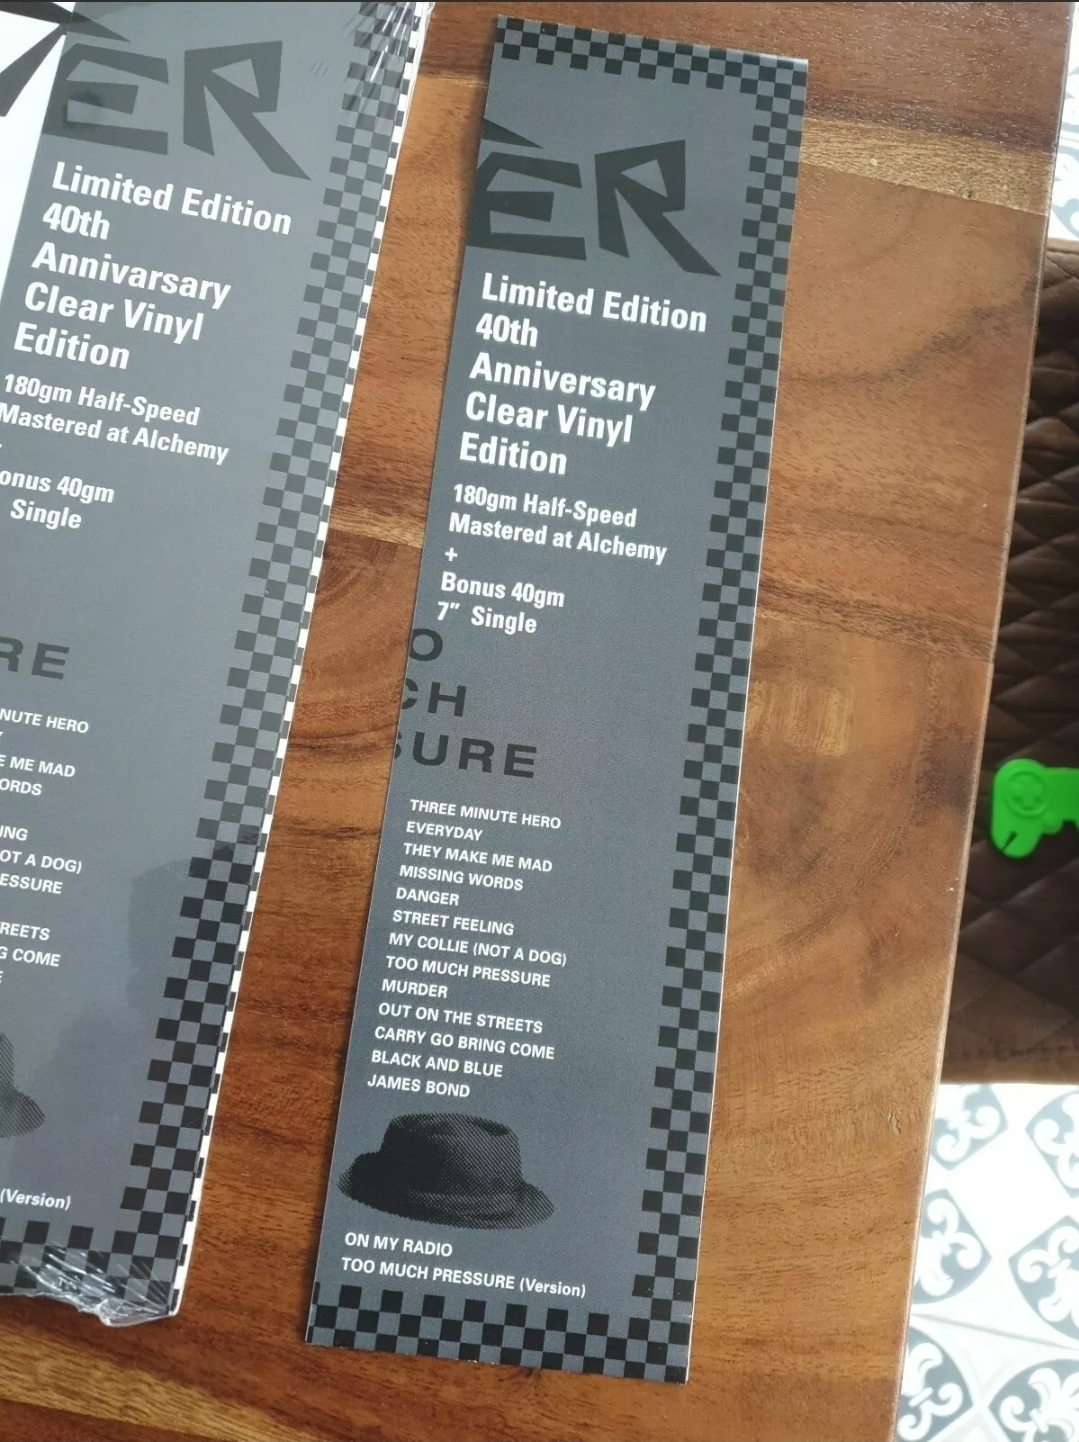 ER
Limited Edition
40th
Annivarsary
Clear Vinyl
Edition
180gm Half-Speed
Mastered at Alchemy
onus 40gm
Single
RE
NUTE HERO
E ME MAD
ORDS
ING
OT A DOG)
ESSURE
REETS
G COME
(Version)
ER
Limited Edition
40th
Anniversary
Clear Vinyl
Edition
180gm Half-Speed
Mastered at Alchemy
+
Bonus 40gm
7" Single
O
CH
SURE
THREE MINUTE HERO
EVERYDAY
THEY MAKE ME MAD
MISSING WORDS
DANGER
STREET FEELING
MY COLLIE (NOT A DOG)
TOO MUCH PRESSURE
MURDER
OUT ON THE STREETS
CARRY GO BRING COME
BLACK AND BLUE
JAMES BOND
ON MY RADIO
TOO MUCH PRESSURE (Version)